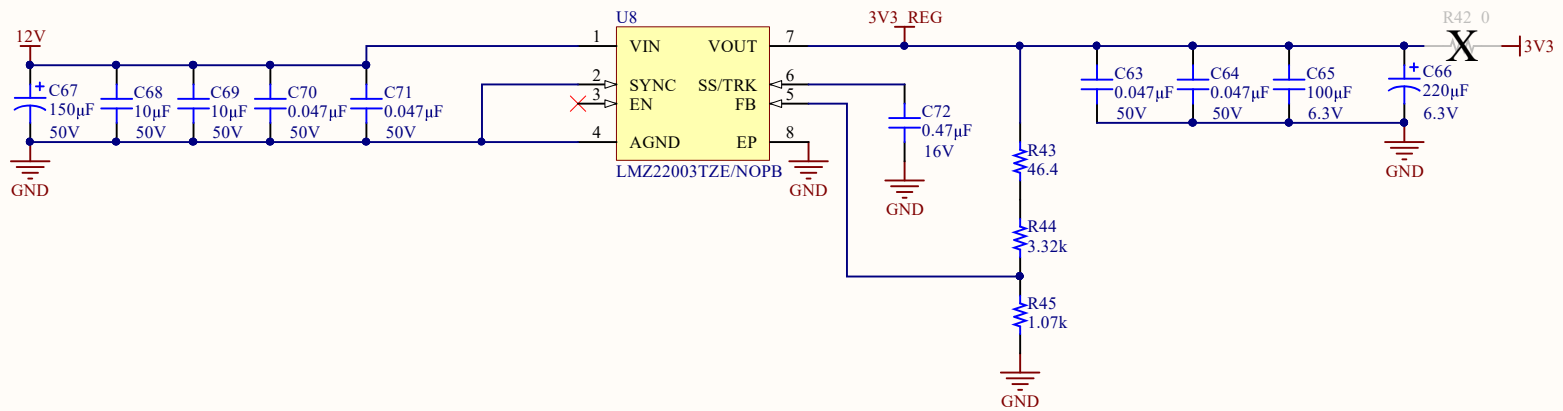 12V
C67
150µF
50V
C68
10µF
50V
C69
10µF
50V
C70
0.047µF
50V
C71
0.047µF
50V
GND
U8
1
VIN
2
SYNC
3
EN
4
AGND
VOUT
7
SS/TRK
6
FB
5
EP
8
LMZ22003TZE/NOPB
GND
3V3_REG
C72
0.47µF
16V
GND
R43
46.4
R44
3.32k
R45
1.07k
GND
C63
0.047µF
50V
C64
0.047µF
50V
C65
100µF
6.3V
C66
220µF
6.3V
GND
R42 0
3V3